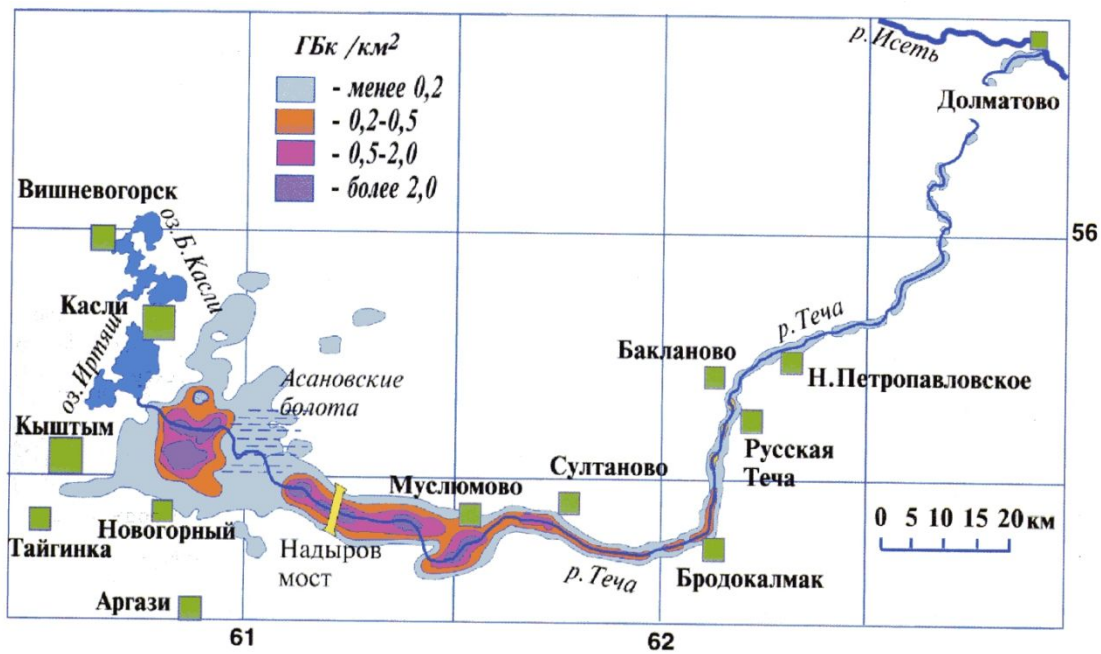 ГБк /км²
- менее 0,2
- 0,2-0,5
- 0,5-2,0
- более 2,0
р.Исеть
Долматово
Вишневогорск
оз.Б.Касли
56
Касли
оз.Иртяш
р.Теча
Бакланово
Н.Петропавловское
Асановские
болота
Кыштым
Русская
Теча
Султаново
Муслюмово
0 5 10 15 20 км
Новогорный
Тайгинка
Надыров
мост
р.Теча
Бродокалмак
Аргази
61
62